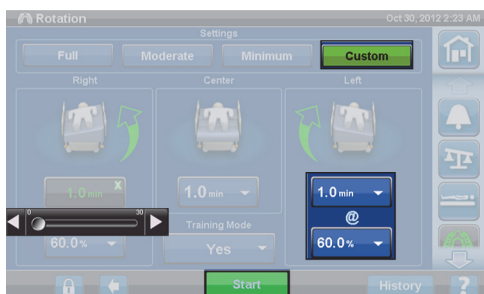 Rotation
Oct 30, 2012 2:23 AM
Settings
Full
Moderate
Minimum
Custom
Right
Center
Left
1.0 min X
1.0 min
1.0 min
0 30
@
Training Mode
60.0 %
Yes
60.0 %
Start
History
?